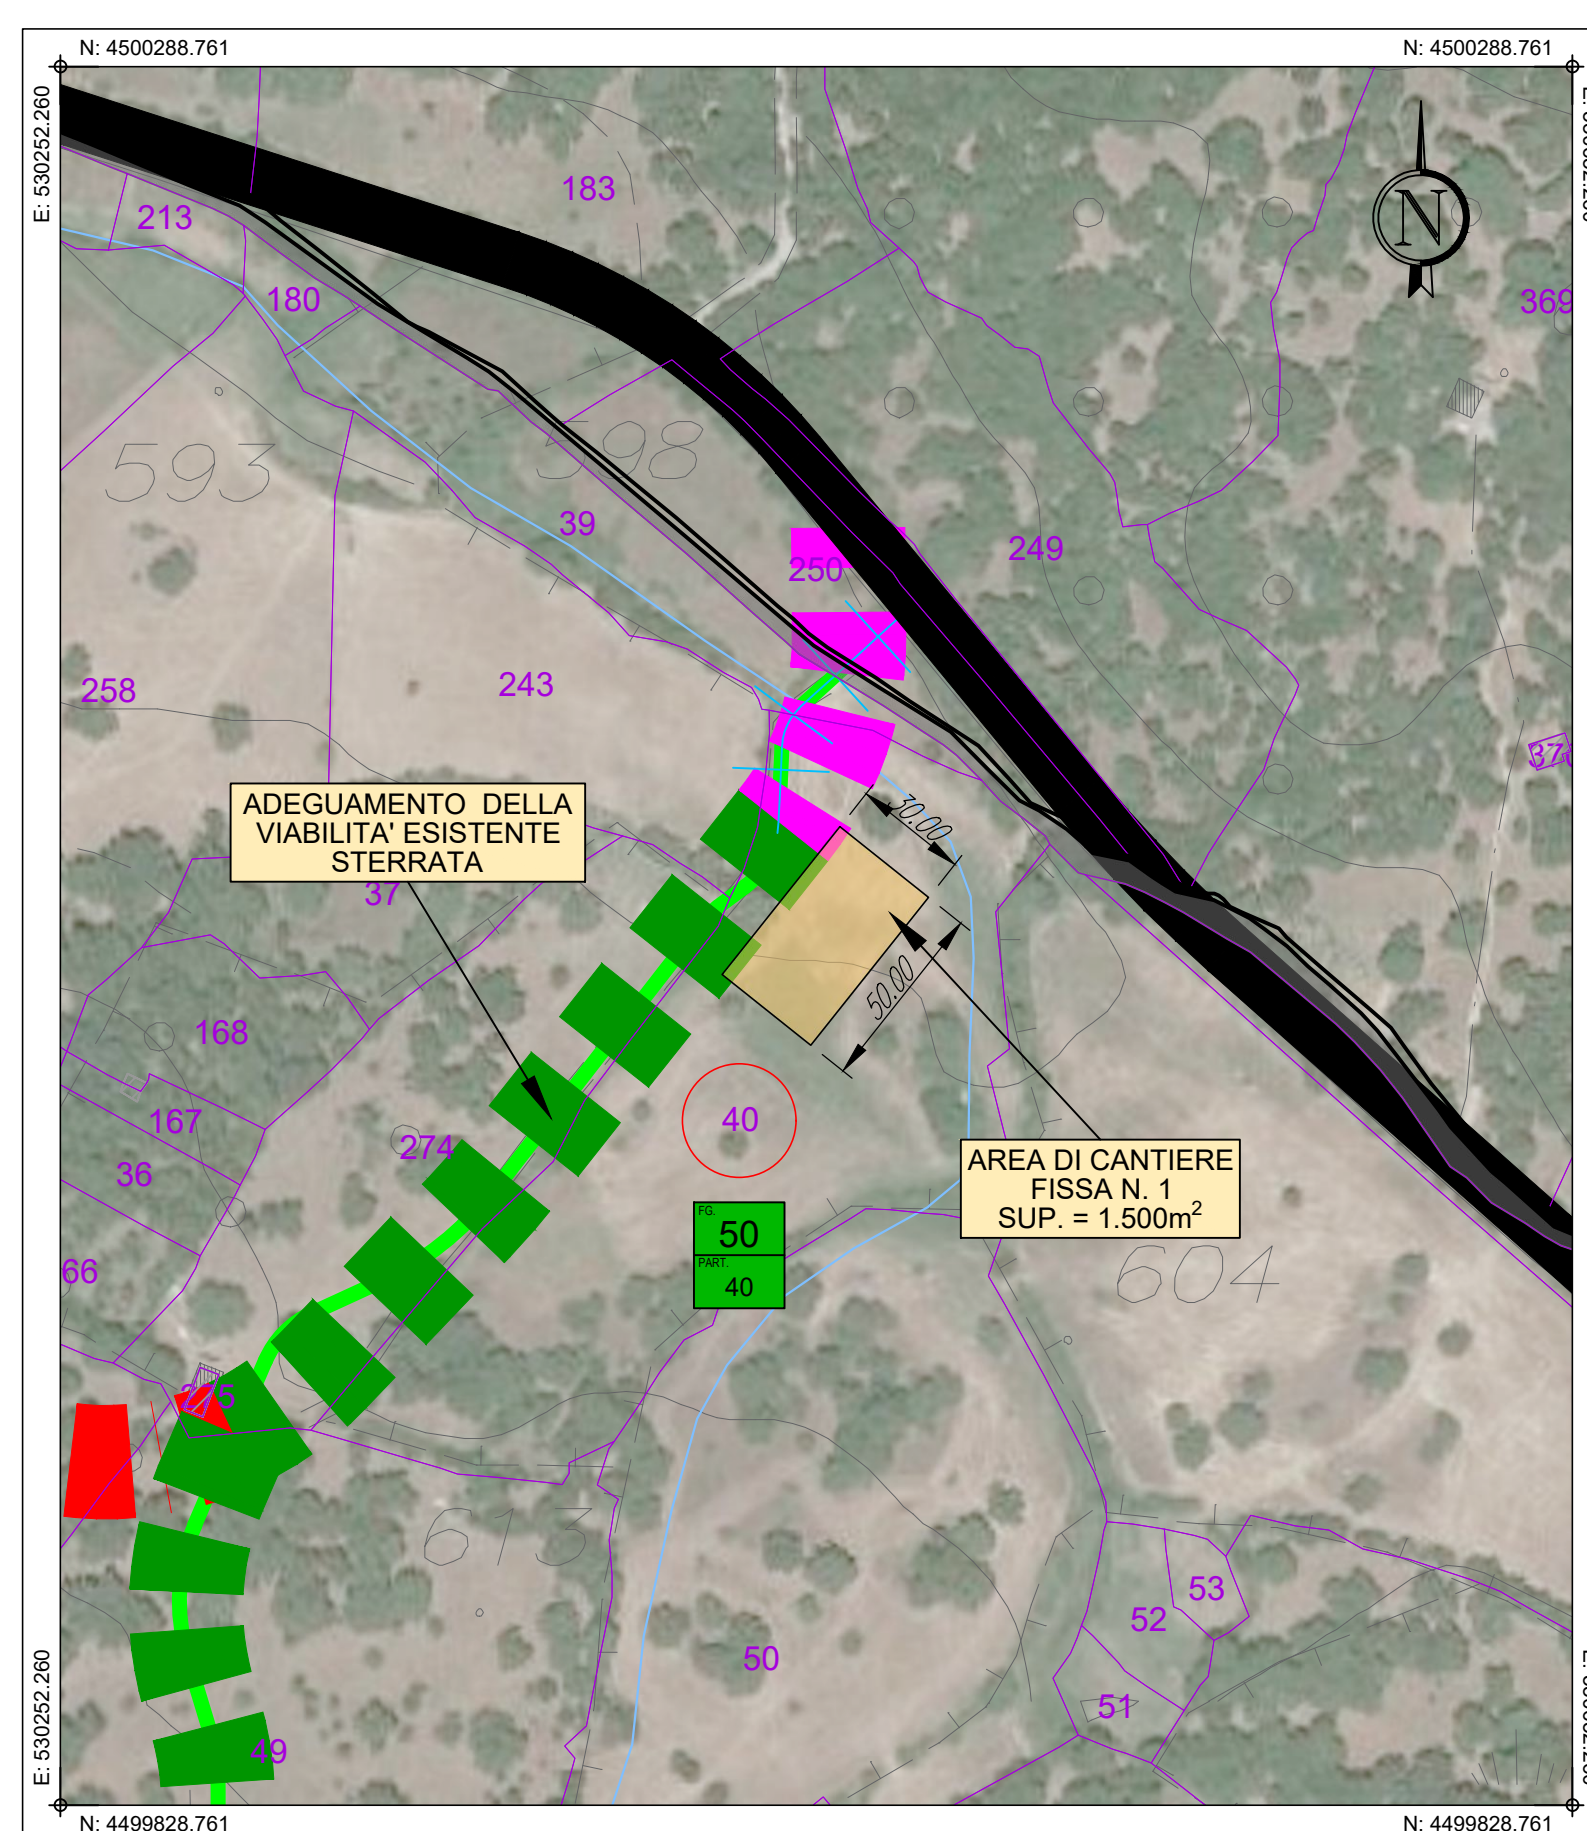 N: 4500288.761
N: 4500288.761
E: 530252.260
N
183
213
180
369
593
598
39
249
250
258
243
30.00
ADEGUAMENTO DELLA
VIABILITA' ESISTENTE
STERRATA
37
50.00
168
40
167
274
36
AREA DI CANTIERE
FISSA N. 1
SUP. = 1.500m²
FG.
50
PART.
40
66
604
613
53
52
50
51
49
E: 530252.260
N: 4499828.761
N: 4499828.761